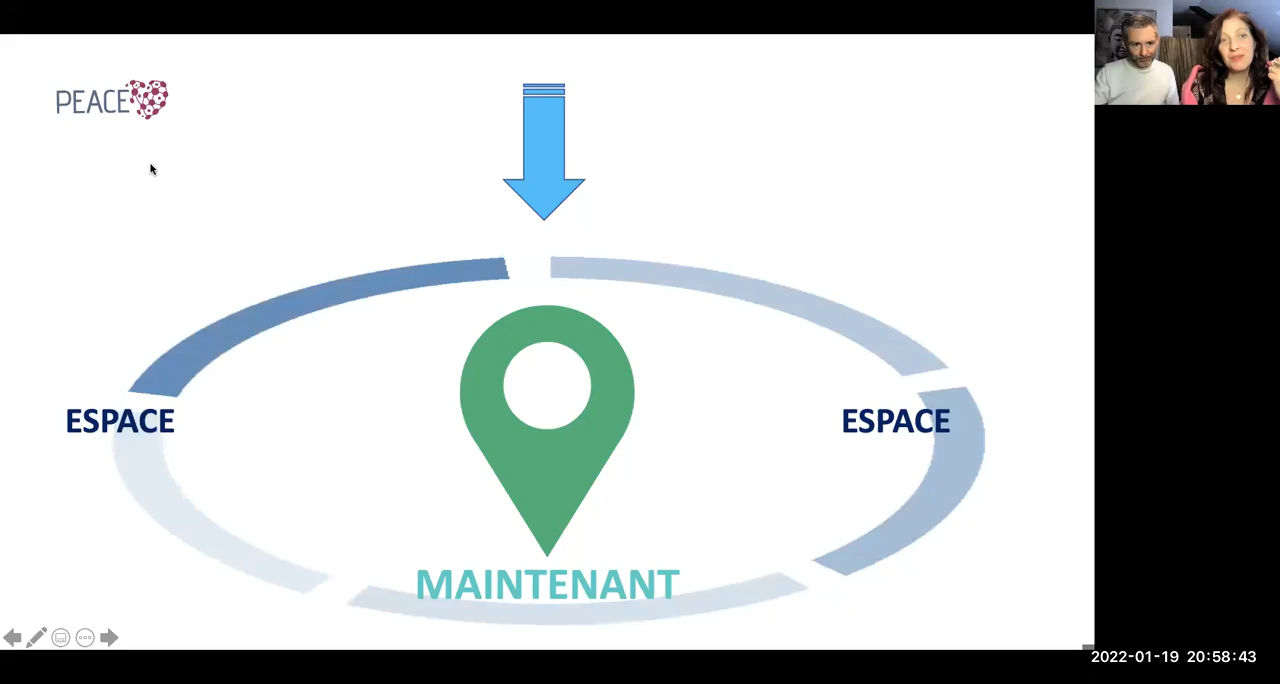 PEACE
ESPACE
ESPACE
MAINTENANT
2022-01-19 20:58:43